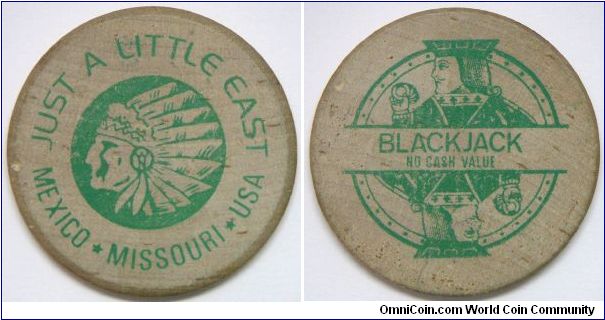 JUST A LITTLE EAST
MEXICO ★ MISSOURI ★ USA
BLACKJACK
NO CASH VALUE
OmniCoin.com World Coin Community